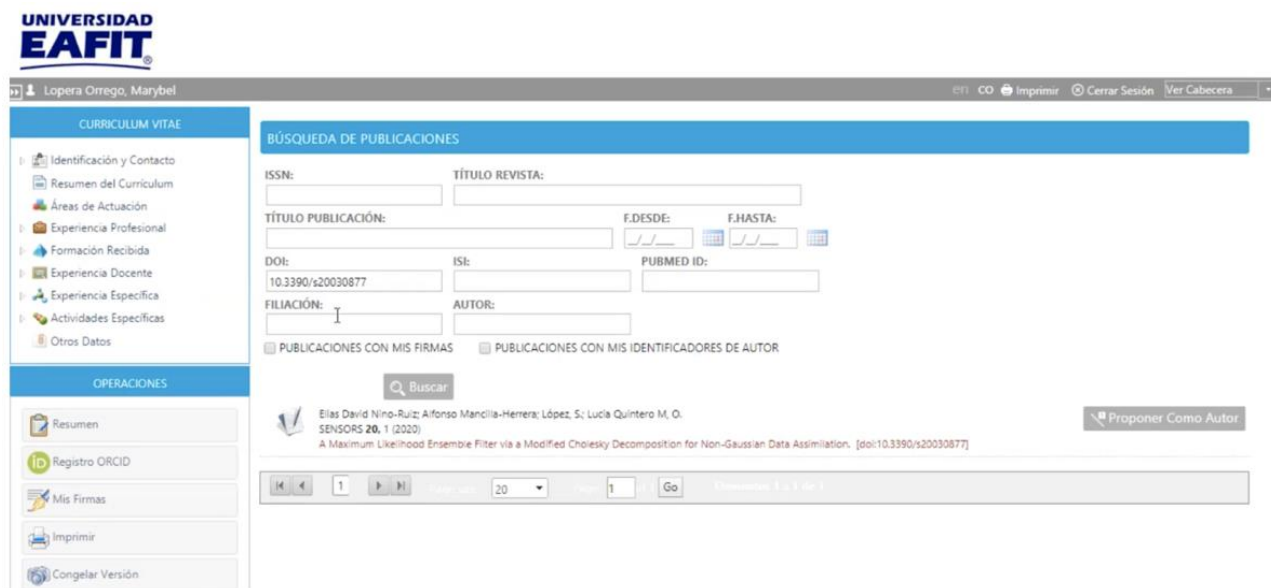 UNIVERSIDAD
EAFIT®
Lopera Orrego, Marybel
en co Imprimir Cerrar Sesión Ver Cabecera
CURRICULUM VITAE
Identificación y Contacto
Resumen del Currículum
Áreas de Actuación
Experiencia Profesional
Formación Recibida
Experiencia Docente
Experiencia Específica
Actividades Específicas
Otros Datos
OPERACIONES
Resumen
iD Registro ORCID
Mis Firmas
Imprimir
Congelar Versión
BÚSQUEDA DE PUBLICACIONES
ISSN: TÍTULO REVISTA:
TÍTULO PUBLICACIÓN: F.DESDE: F.HASTA:
_/_/___ _/_/___
DOI: ISI: PUBMED ID:
10.3390/s20030877
FILIACIÓN: AUTOR:
PUBLICACIONES CON MIS FIRMAS PUBLICACIONES CON MIS IDENTIFICADORES DE AUTOR
Buscar
Elias David Nino-Ruiz; Alfonso Mancilla-Herrera; López, S.; Lucia Quintero M, O.
SENSORS 20, 1 (2020)
A Maximum Likelihood Ensemble Filter via a Modified Cholesky Decomposition for Non-Gaussian Data Assimilation. [doi:10.3390/s20030877]
Proponer Como Autor
1 20 1 Go